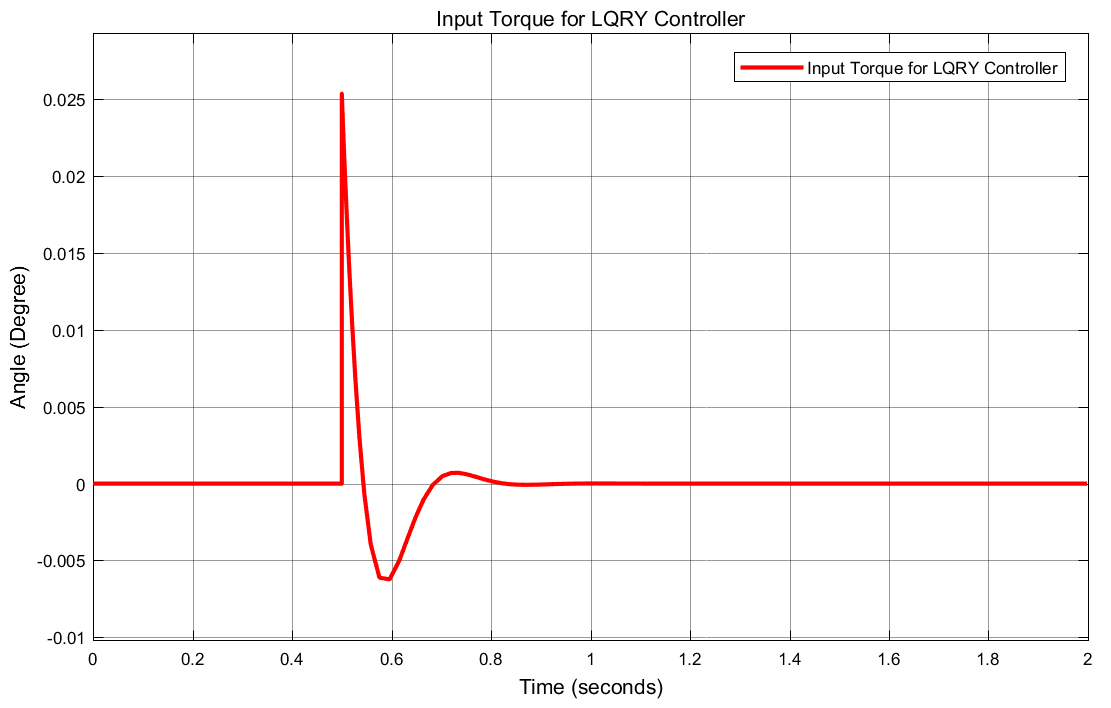 Input Torque for LQRY Controller
Input Torque for LQRY Controller
Angle (Degree)
0.025
0.02
0.015
0.01
0.005
0
-0.005
-0.01
0 0.2 0.4 0.6 0.8 1 1.2 1.4 1.6 1.8 2
Time (seconds)